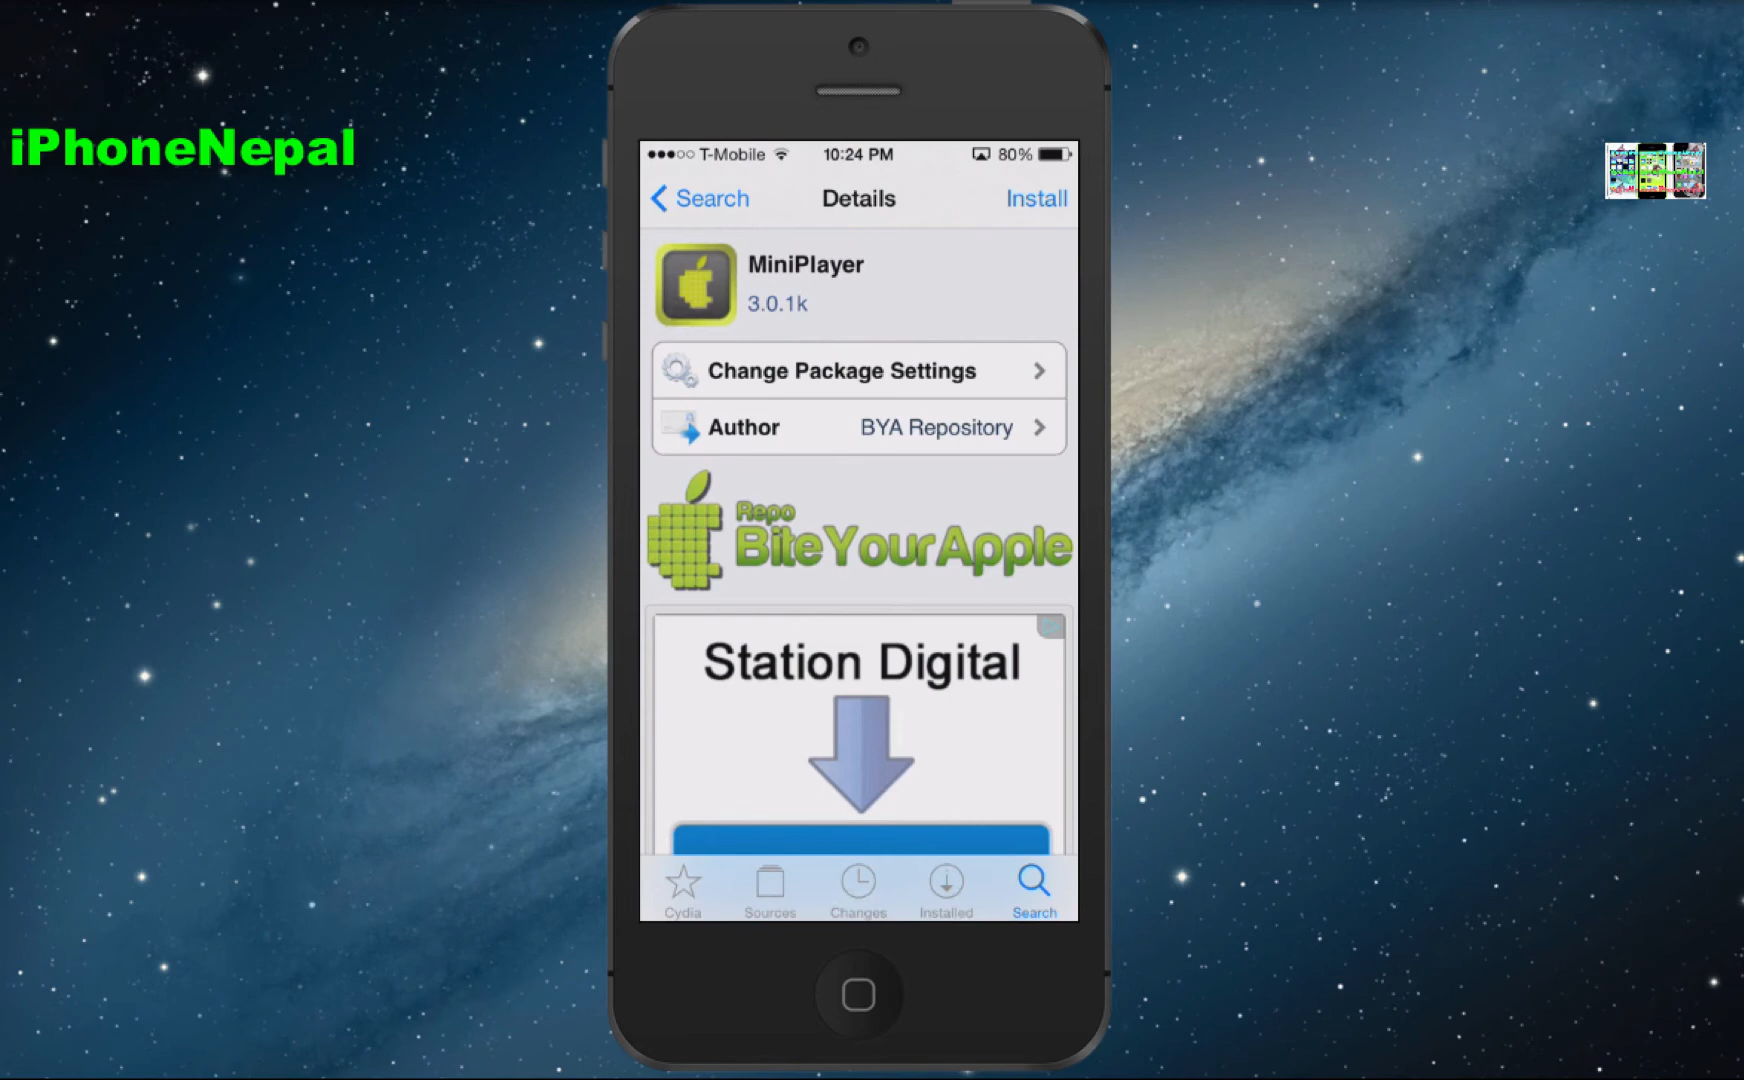 iPhoneNepal
T-Mobile 10:24 PM 80%
Search Details Install
MiniPlayer
3.0.1k
Change Package Settings
Author BYA Repository
Repo
BiteYourApple
Station Digital
Cydia Sources Changes Installed Search